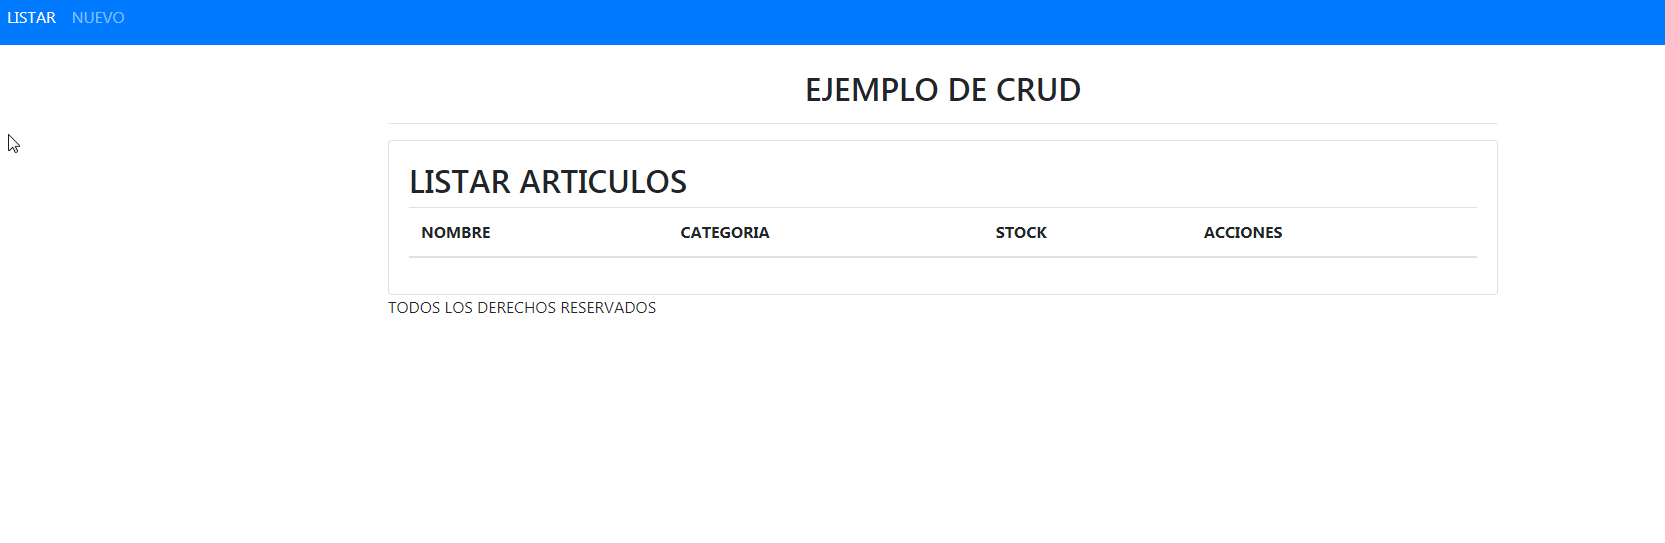 LISTAR NUEVO
EJEMPLO DE CRUD
LISTAR ARTICULOS
NOMBRE CATEGORIA STOCK ACCIONES
TODOS LOS DERECHOS RESERVADOS